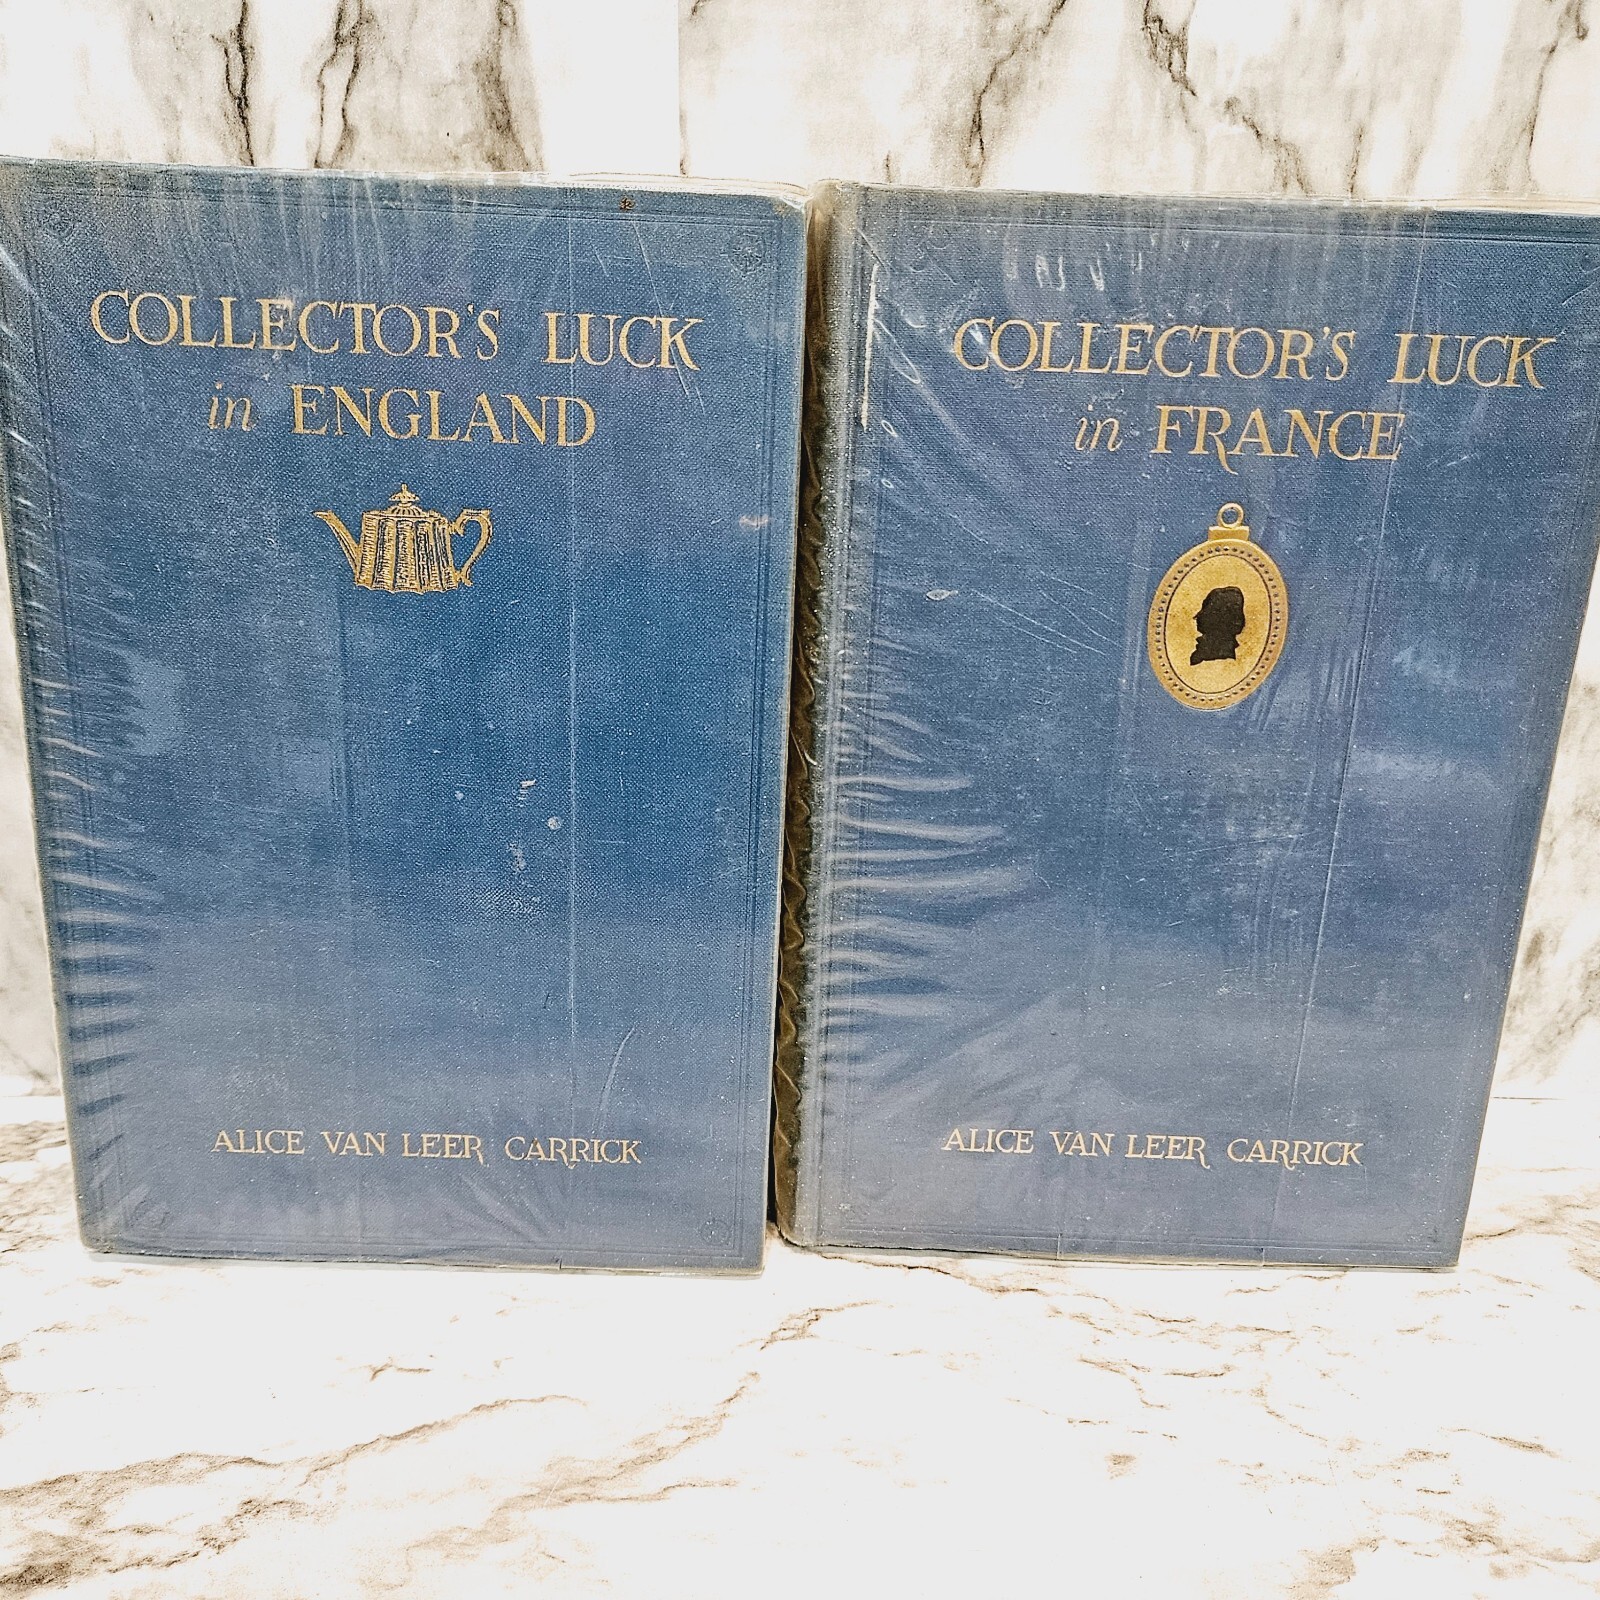 COLLECTOR'S LUCK
in ENGLAND
ALICE VAN LEER CARRICK
COLLECTOR'S LUCK
in FRANCE
ALICE VAN LEER CARRICK